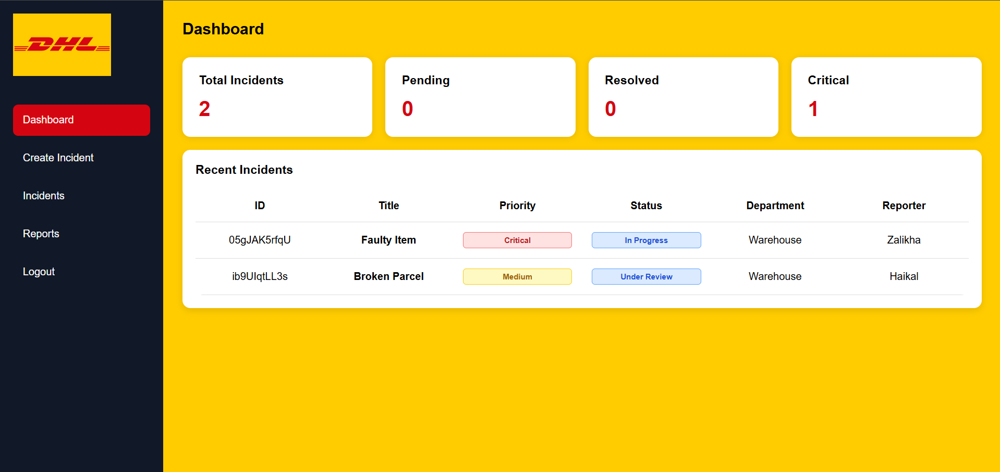 DHL
Dashboard
Create Incident
Incidents
Reports
Logout
Dashboard
Total Incidents
2
Pending
0
Resolved
0
Critical
1
Recent Incidents
ID Title Priority Status Department Reporter
05gJAK5rfqU Faulty Item Critical In Progress Warehouse Zalikha
ib9UIqtLL3s Broken Parcel Medium Under Review Warehouse Haikal